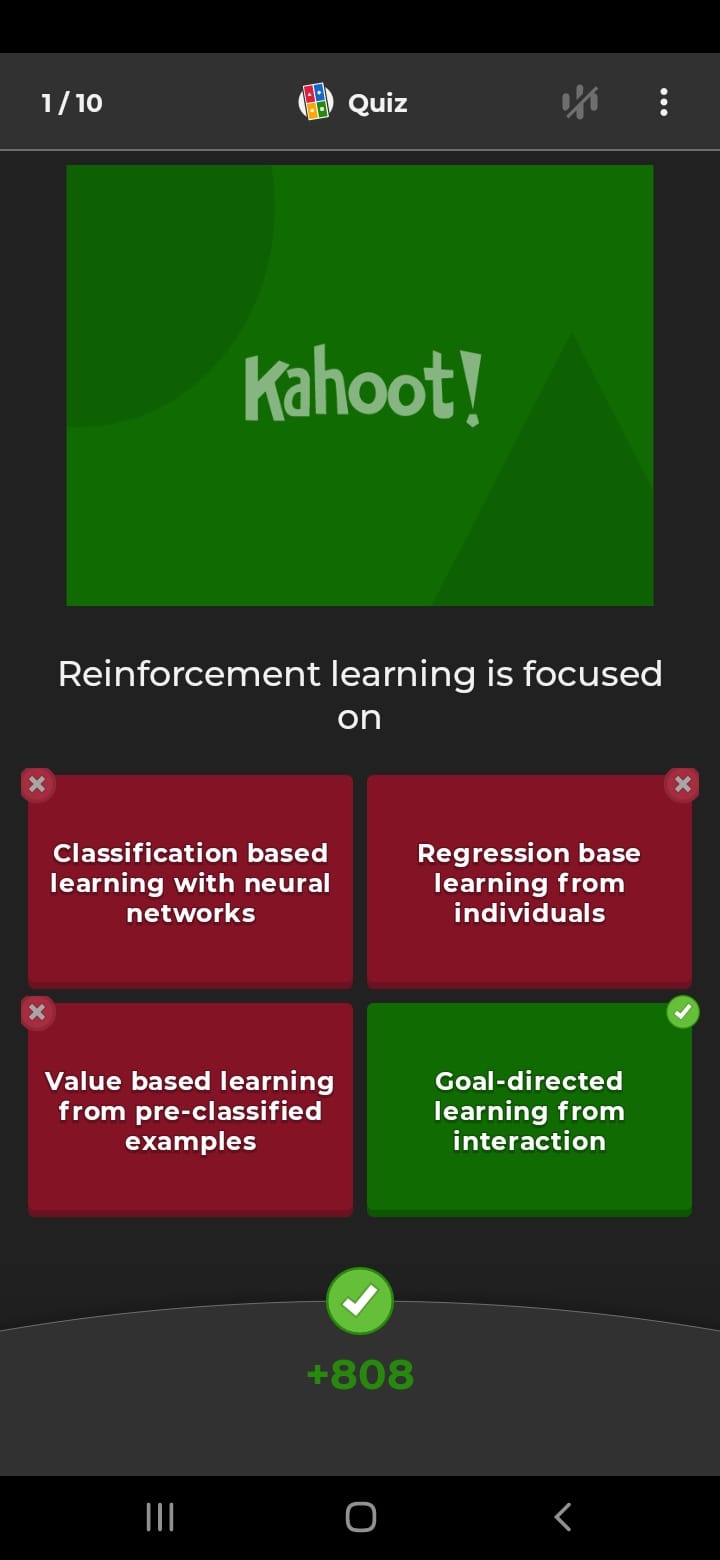 1 / 10
Quiz
Kahoot!
Reinforcement learning is focused
on
Classification based
learning with neural
networks
Regression base
learning from
individuals
Value based learning
from pre-classified
examples
Goal-directed
learning from
interaction
+808